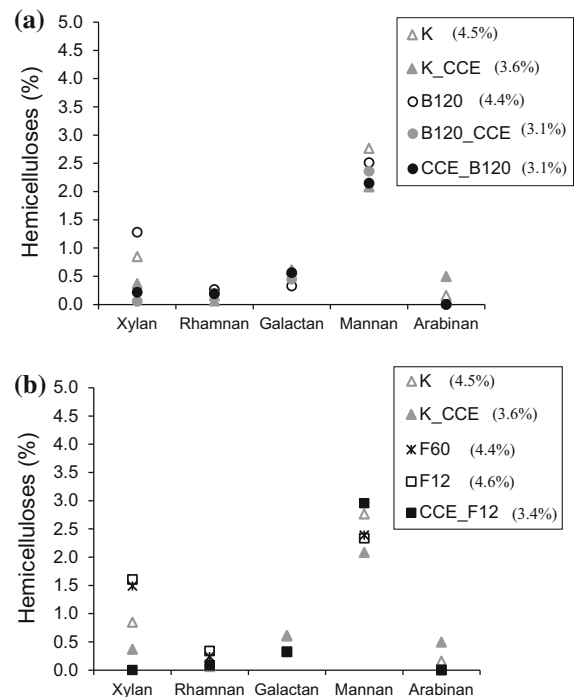 (a)
5.0
4.5
4.0
3.5
3.0
2.5
2.0
1.5
1.0
0.5
0.0
Hemicelluloses (%)
K (4.5%)
K_CCE (3.6%)
B120 (4.4%)
B120_CCE (3.1%)
CCE_B120 (3.1%)
Xylan Rhamnan Galactan Mannan Arabinan
(b)
5.0
4.5
4.0
3.5
3.0
2.5
2.0
1.5
1.0
0.5
0.0
Hemicelluloses (%)
K (4.5%)
K_CCE (3.6%)
F60 (4.4%)
F12 (4.6%)
CCE_F12 (3.4%)
Xylan Rhamnan Galactan Mannan Arabinan